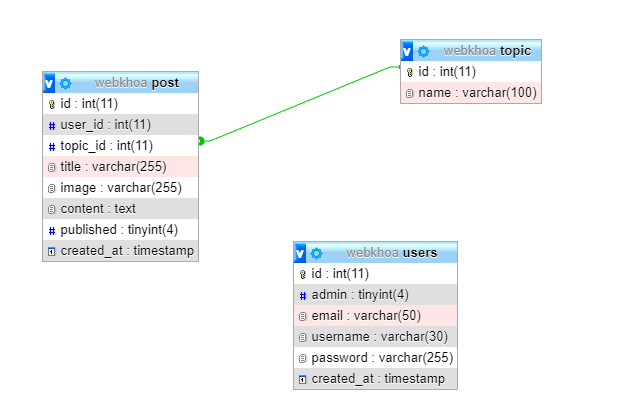 webkhoa post
id : int(11)
user_id : int(11)
topic_id : int(11)
title : varchar(255)
image : varchar(255)
content : text
published : tinyint(4)
created_at : timestamp
webkhoa topic
id : int(11)
name : varchar(100)
webkhoa users
id : int(11)
admin : tinyint(4)
email : varchar(50)
username : varchar(30)
password : varchar(255)
created_at : timestamp